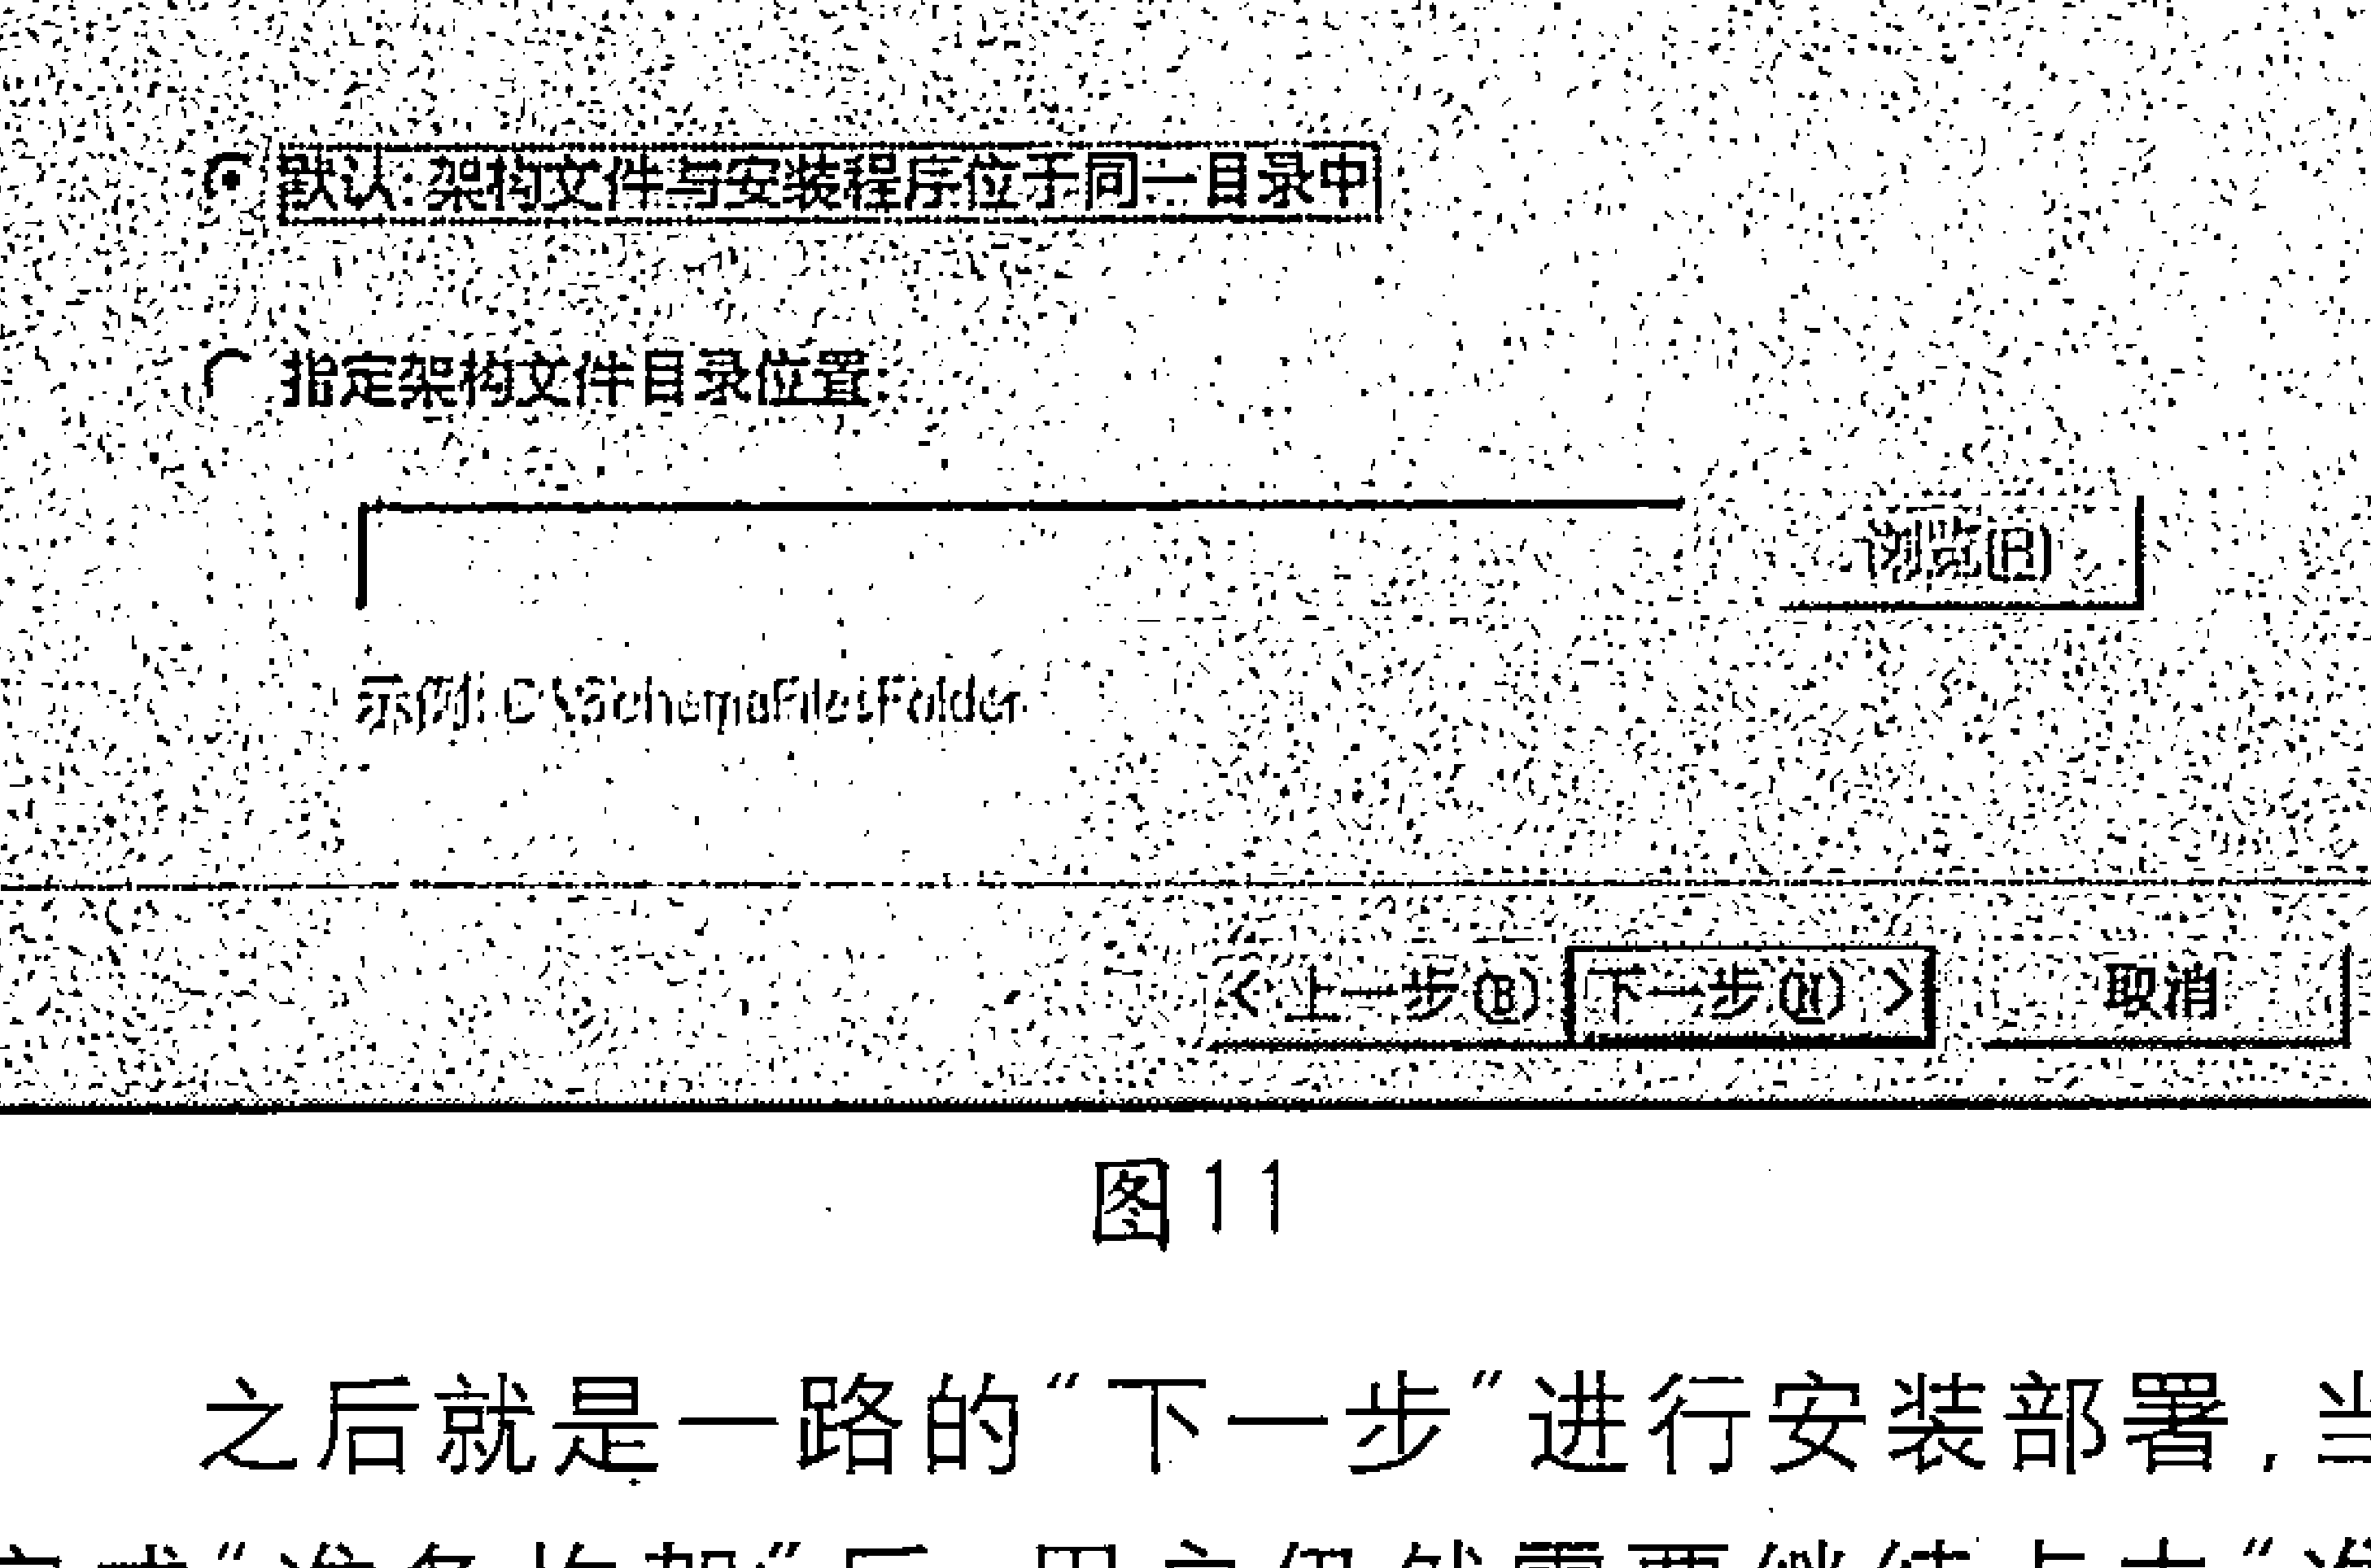 默认:架构文件与安装程序位于同一目录中
指定架构文件目录位置:
浏览(R)
示例: C:\SchemaFilesFolder
< 上一步(B) 下一步(N) > 取消
图11
之后就是一路的“下一步”进行安装部署,当